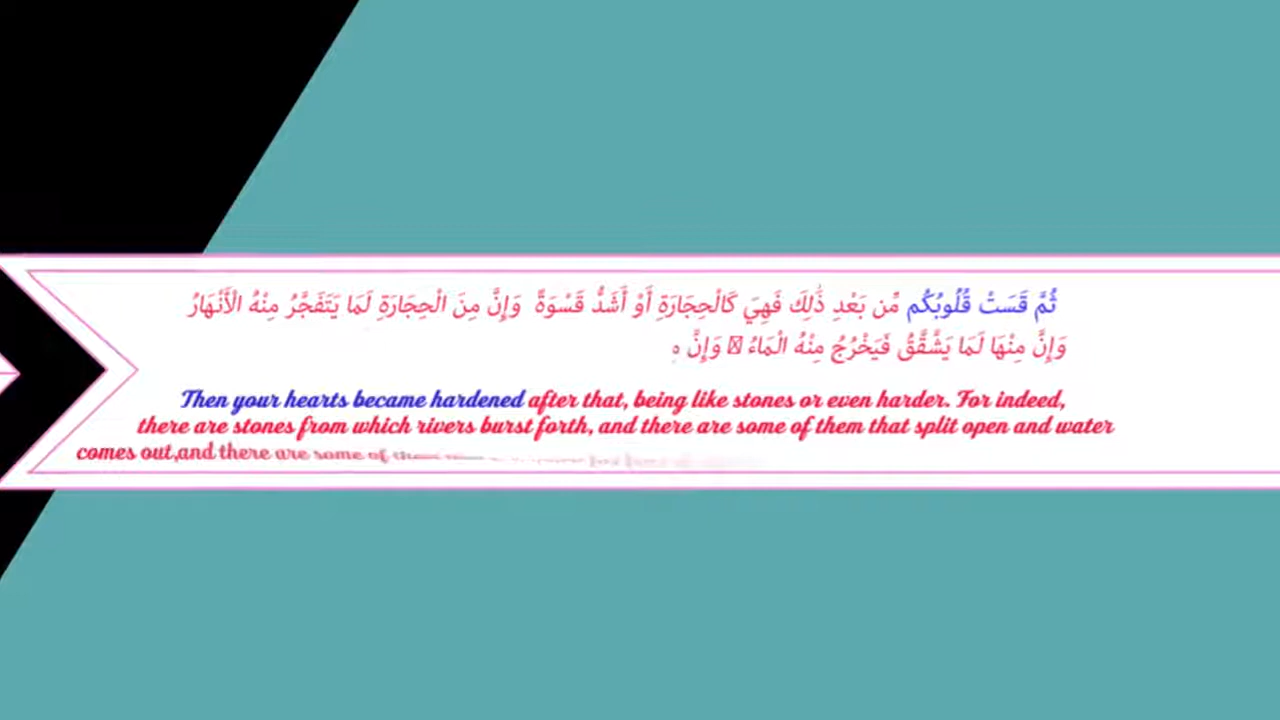 ثُمَّ قَسَتْ قُلُوبُكُم مِّن بَعْدِ ذَٰلِكَ فَهِيَ كَالْحِجَارَةِ أَوْ أَشَدُّ قَسْوَةً وَإِنَّ مِنَ الْحِجَارَةِ لَمَا يَتَفَجَّرُ مِنْهُ الْأَنْهَارُ
وَإِنَّ مِنْهَا لَمَا يَشَّقَّقُ فَيَخْرُجُ مِنْهُ الْمَاءُ وَإِنَّ
Then your hearts became hardened after that, being like stones or even harder. For indeed,
there are stones from which rivers burst forth, and there are some of them that split open and water
comes out,and there are some of